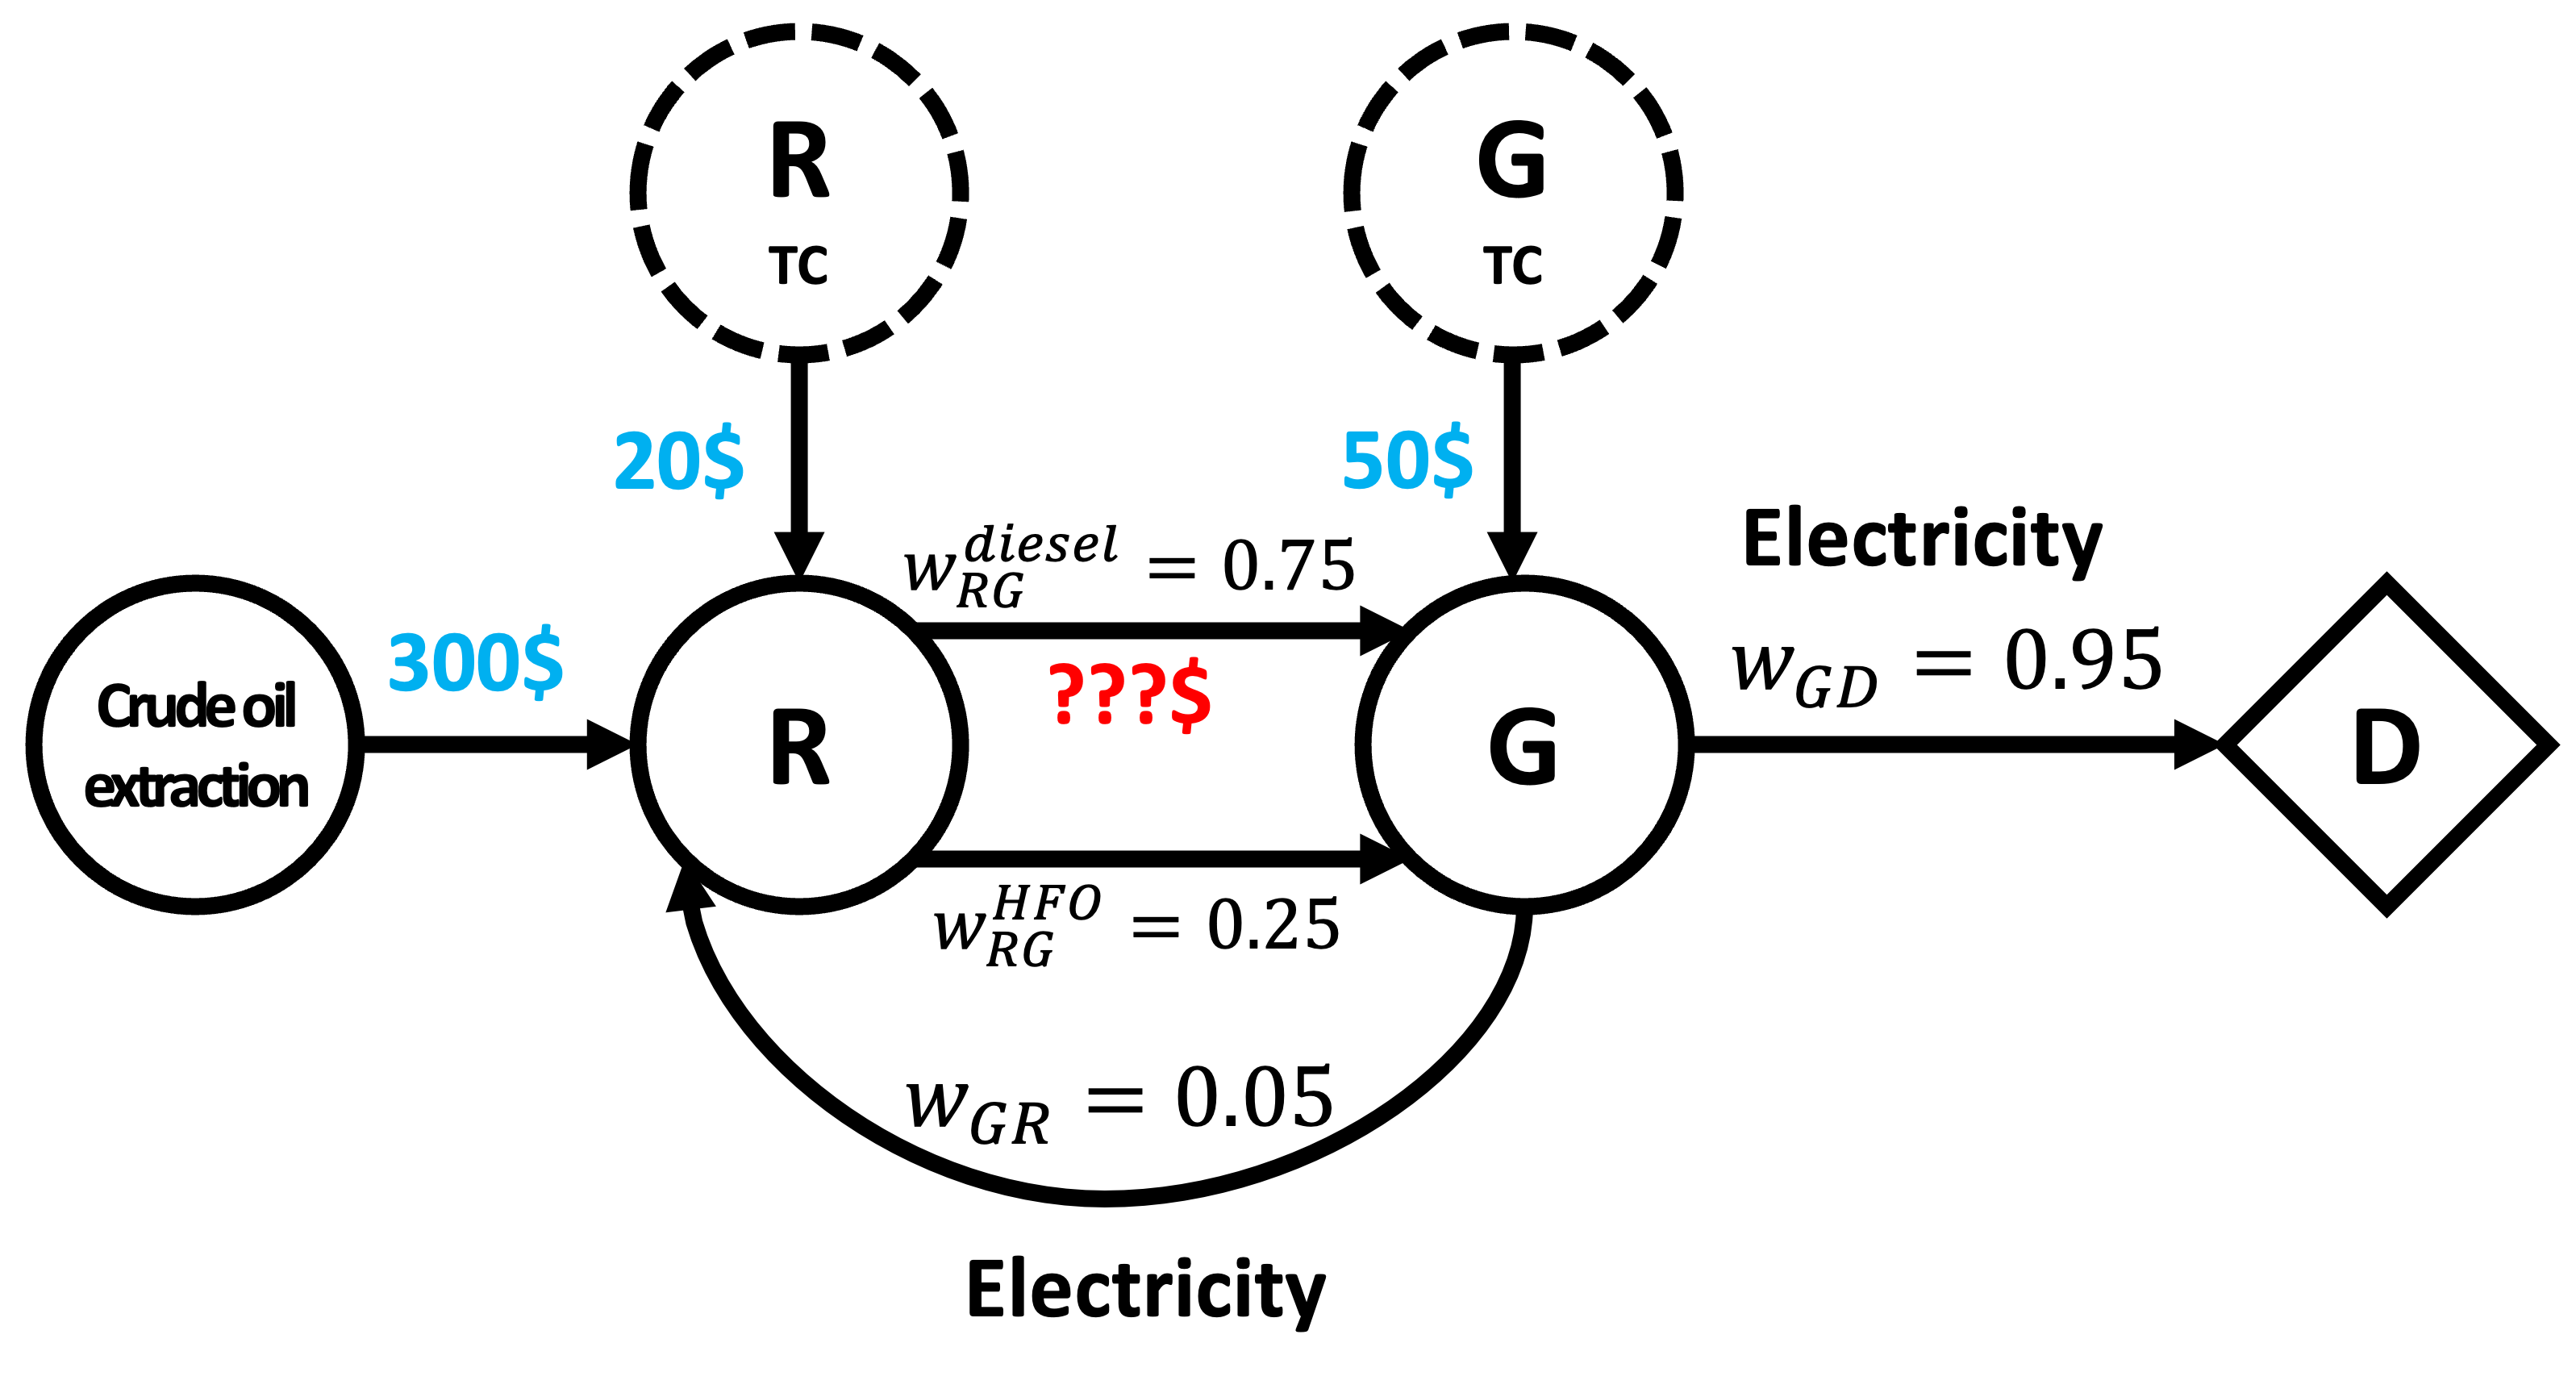 R
TC
G
TC
20$
50$
Electricity
w_{RG}^{diesel} = 0.75
300$
???$
w_{GD} = 0.95
Crude oil
extraction
R
G
D
w_{RG}^{HFO} = 0.25
w_{GR} = 0.05
Electricity